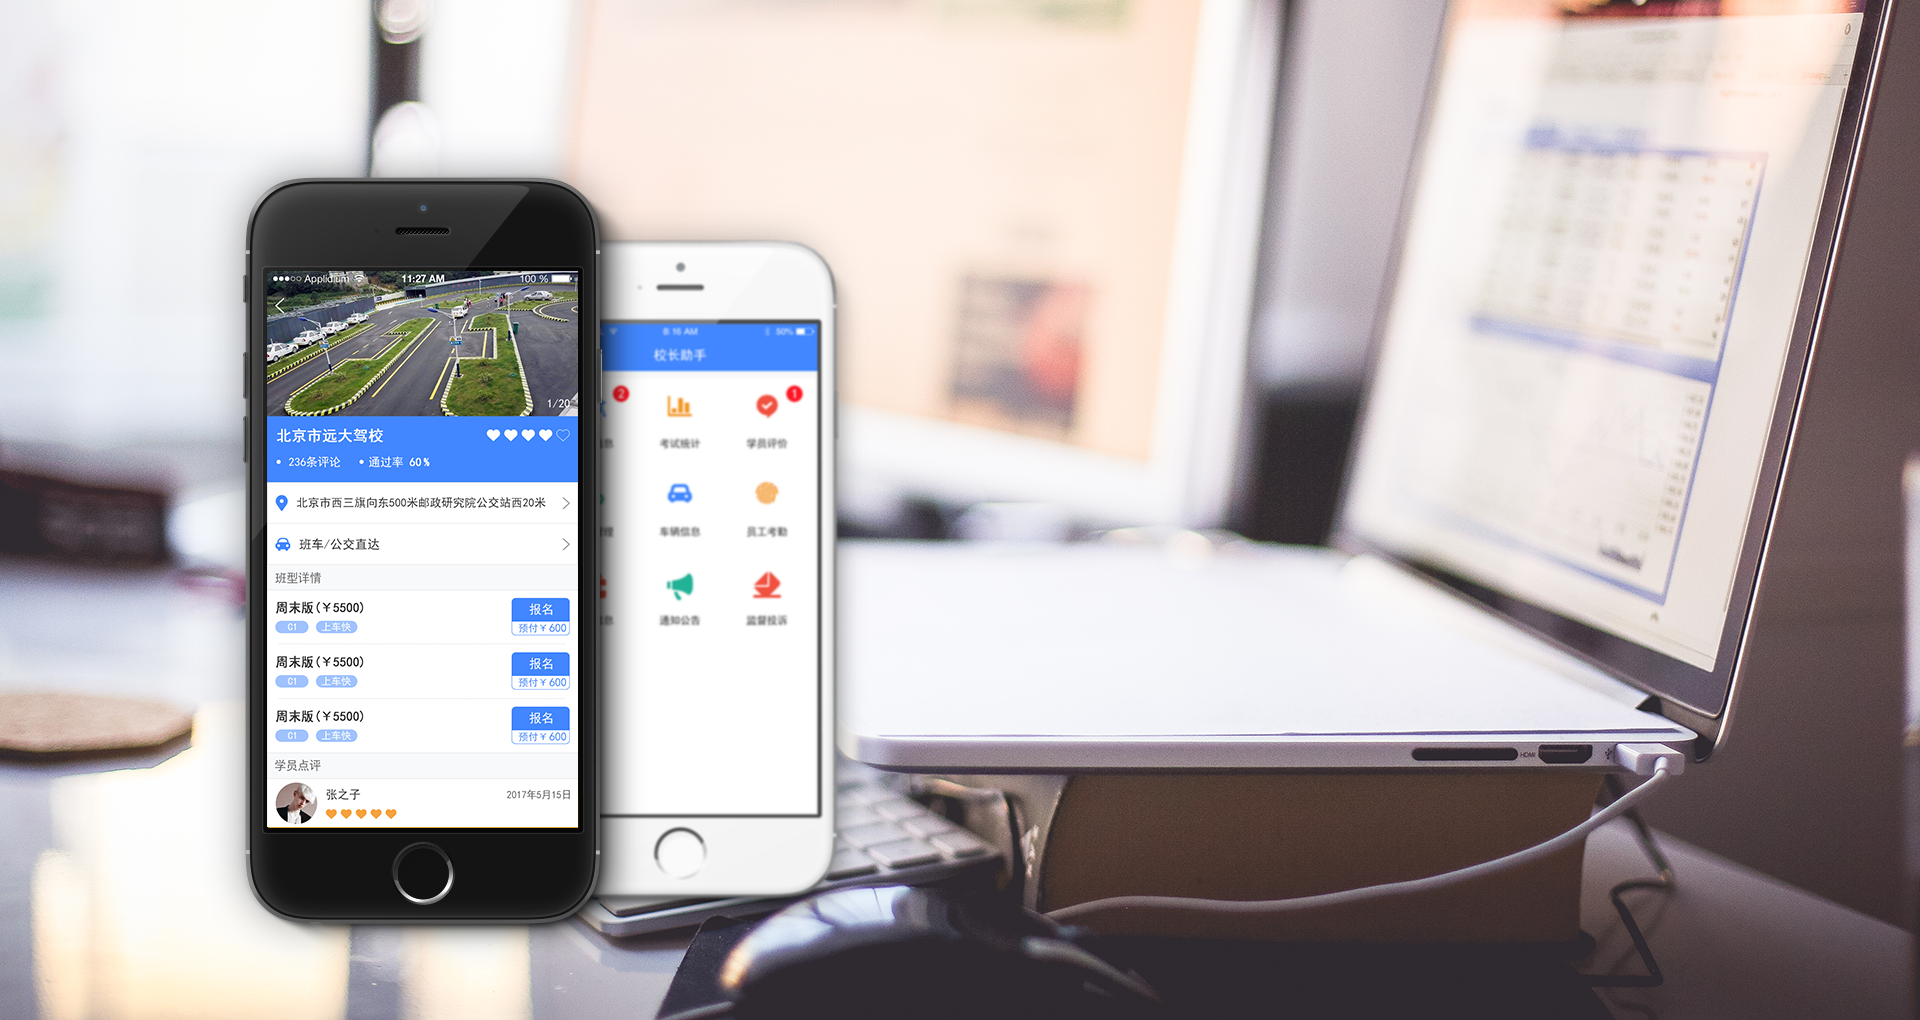 Applidium
11:27 AM
100 %
1/20
北京市远大驾校
236条评论
通过率 60%
北京市西三旗向东500米邮政研究院公交站西20米
班车/公交直达
班型详情
周末版(￥5500)
报名
C1
上车快
预付￥600
周末版(￥5500)
报名
C1
上车快
预付￥600
周末版(￥5500)
报名
C1
上车快
预付￥600
学员点评
张之子
2017年5月15日
8:16 AM
50%
校长助手
2
1
考试统计
学员评价
车辆信息
员工考勤
通知公告
监督投诉
HDMI